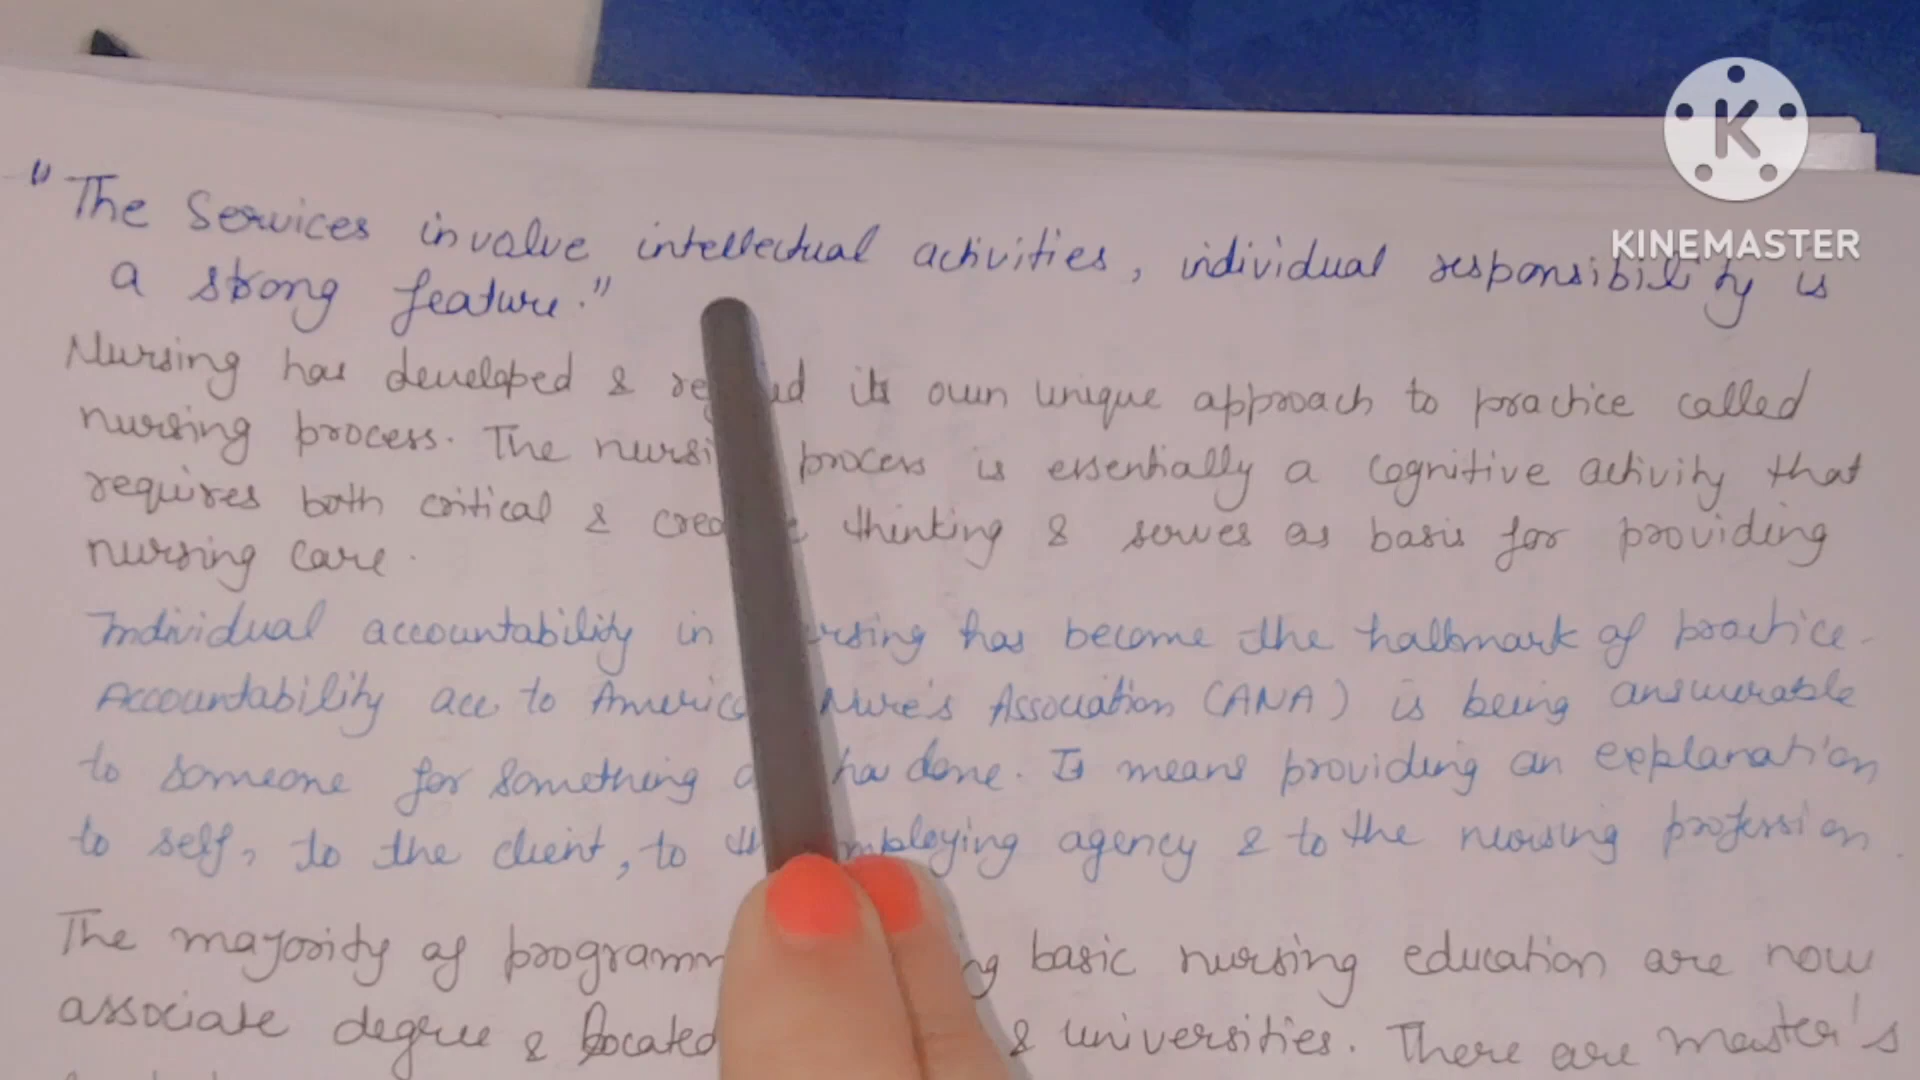 "The Services involve intellectual activities, individual responsibility is
a strong feature."
Nursing has developed & its own unique approach to practice called
nursing process. The process is essentially a cognitive activity that
requires both critical & thinking & serves as basis for providing
nursing care.
Individual accountability in has become the hallmark of practice.
Accountability acc to Association (ANA) is being answerable
to someone for something done. It means providing an explanation
to self, to the client, to agency & to the nursing profession.
The majority of basic nursing education are now
associate degree & located & universities. There are master's
KINEMASTER